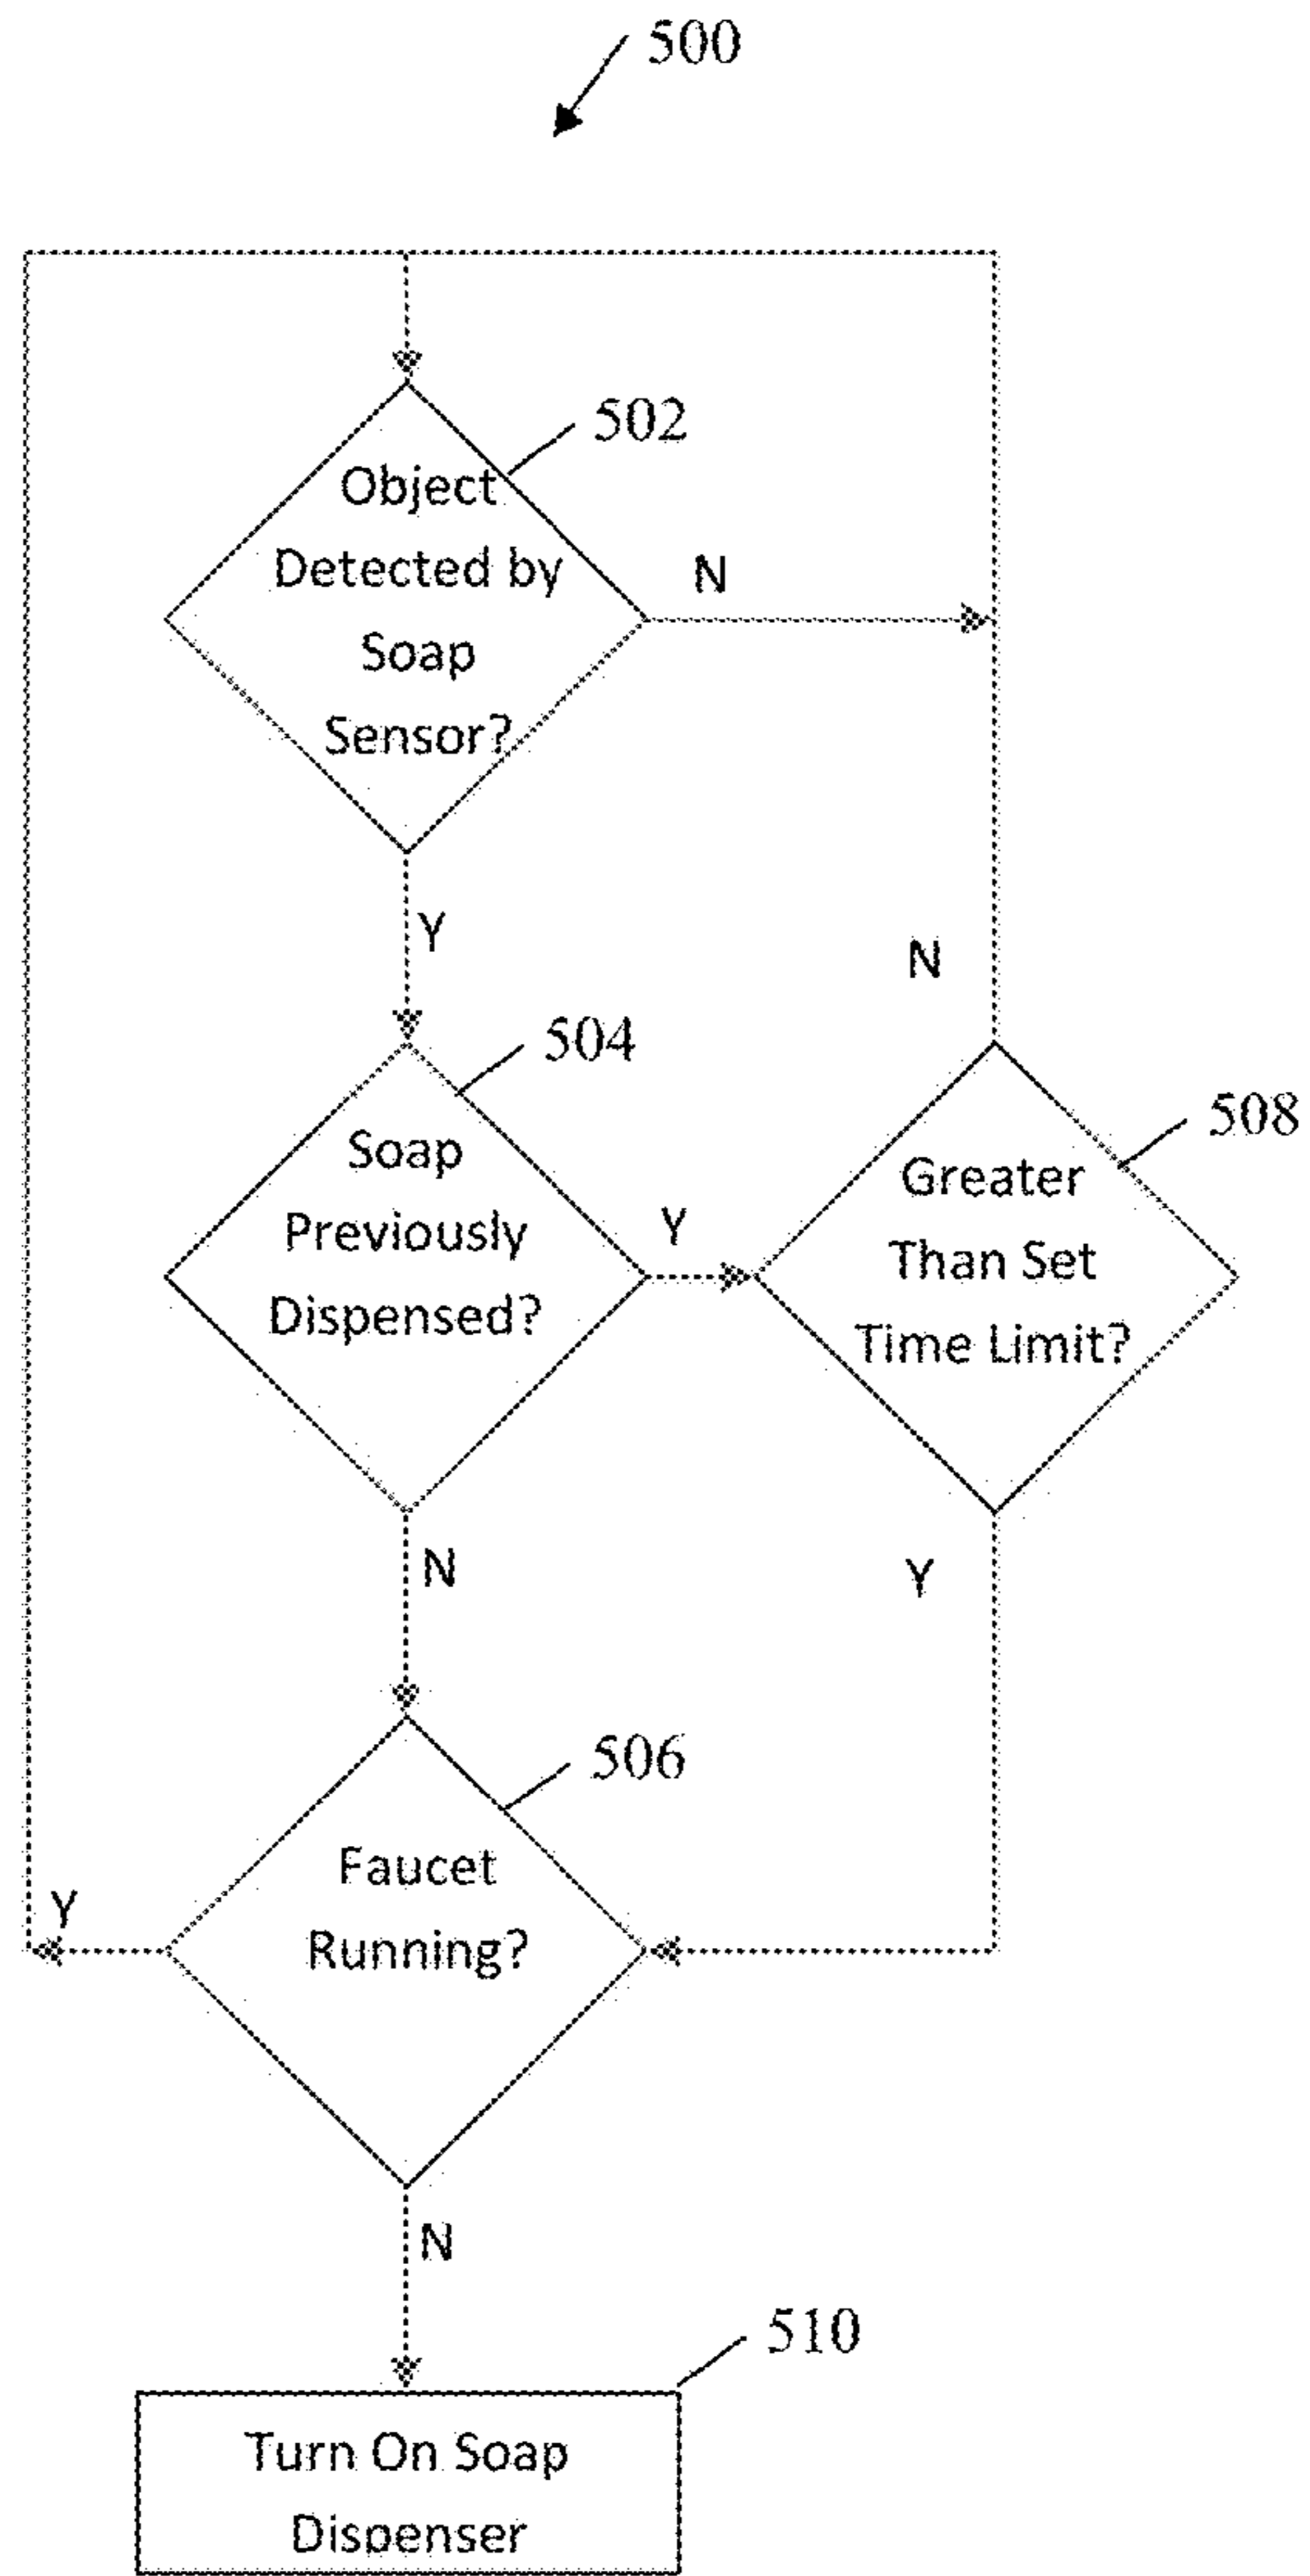 500
502
Object
Detected by
Soap
Sensor?
N
Y
N
504
508
Soap
Previously
Dispensed?
Y
Greater
Than Set
Time Limit?
N
Y
506
Faucet
Running?
Y
N
510
Turn On Soap
Dispenser